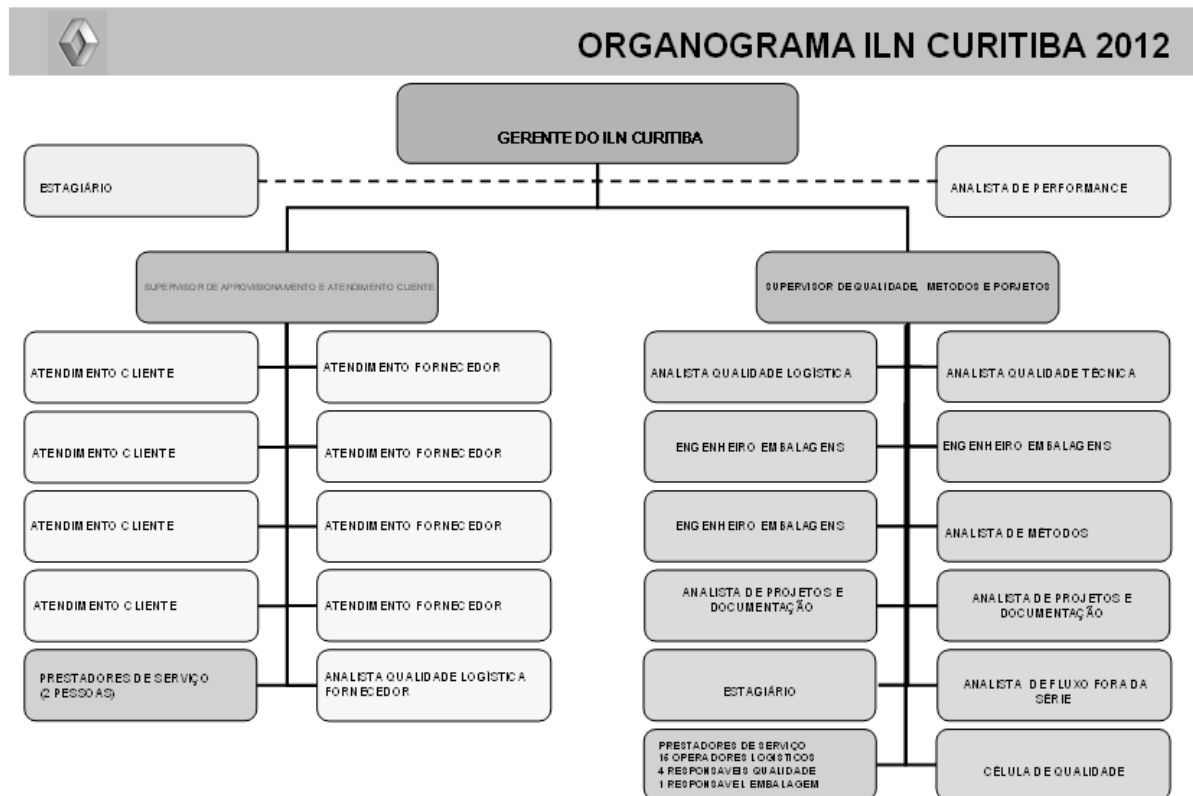 ORGANOGRAMA ILN CURITIBA 2012
GERENTE DO ILN CURITIBA
ESTAGIÁRIO
ANALISTA DE PERFORMANCE
SUPERVISOR DE APROVISIONAMENTO E ATENDIMENTO CLIENTE
SUPERVISOR DE QUALIDADE, METODOS E PORJETOS
ATENDIMENTO CLIENTE
ATENDIMENTO FORNECEDOR
ATENDIMENTO CLIENTE
ATENDIMENTO FORNECEDOR
ATENDIMENTO CLIENTE
ATENDIMENTO FORNECEDOR
ATENDIMENTO CLIENTE
ATENDIMENTO FORNECEDOR
PRESTADORES DE SERVIÇO
(2 PESSOAS)
ANALISTA QUALIDADE LOGÍSTICA
FORNECEDOR
ANALISTA QUALIDADE LOGÍSTICA
ANALISTA QUALIDADE TÉCNICA
ENGENHEIRO EMBALAGENS
ENGENHEIRO EMBALAGENS
ENGENHEIRO EMBALAGENS
ANALISTA DE MÉTODOS
ANALISTA DE PROJETOS E
DOCUMENTAÇÃO
ANALISTA DE PROJETOS E
DOCUMENTAÇÃO
ESTAGIÁRIO
ANALISTA DE FLUXO FORA DA
SÉRIE
PRESTADORES DE SERVIÇO
15 OPERADORES LOGISTICOS
4 RESPONSAVEIS QUALIDADE
1 RESPONSAVEL EMBALAGEM
CÉLULA DE QUALIDADE